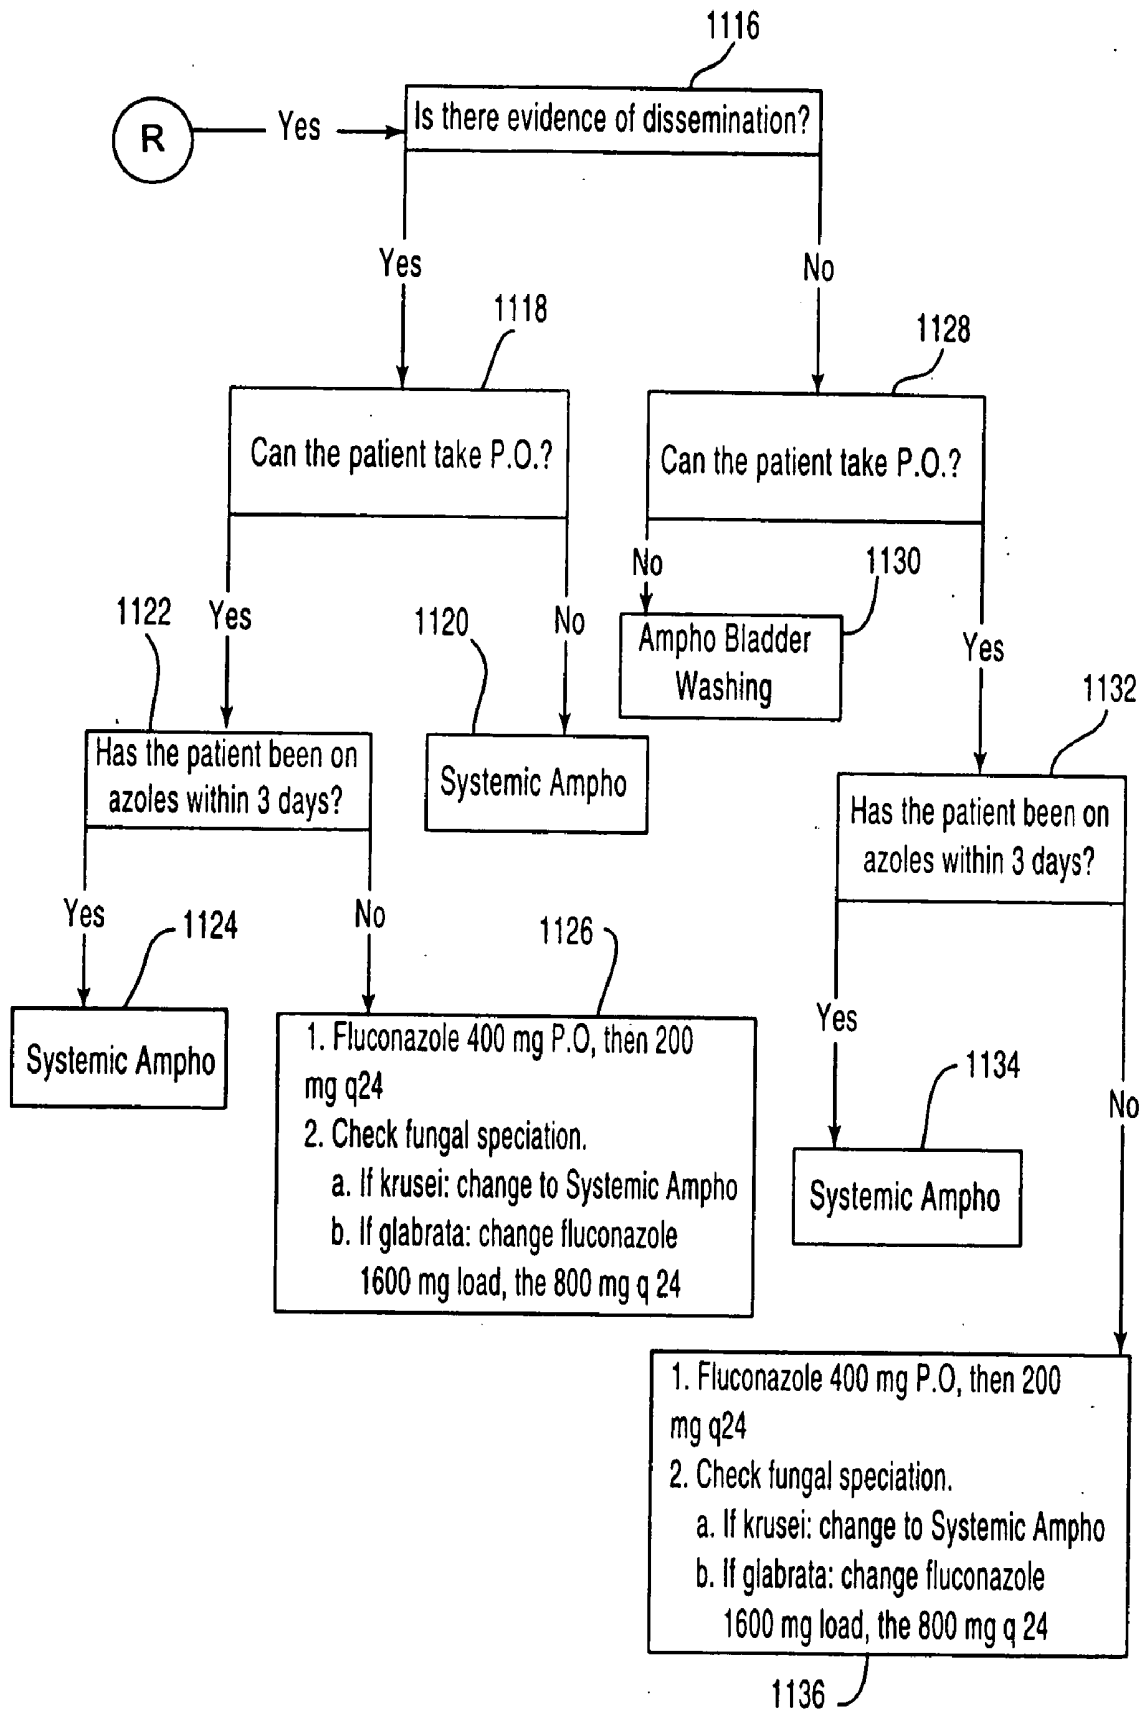 1116
R
Yes
Is there evidence of dissemination?
Yes
No
1118
1128
Can the patient take P.O.?
Can the patient take P.O.?
No
1130
1122
Yes
1120
No
Ampho Bladder
Washing
Yes
1132
Has the patient been on
azoles within 3 days?
Systemic Ampho
Has the patient been on
azoles within 3 days?
Yes
1124
No
1126
Yes
Systemic Ampho
1. Fluconazole 400 mg P.O, then 200
mg q24
2. Check fungal speciation.
a. If krusei: change to Systemic Ampho
b. If glabrata: change fluconazole
1600 mg load, the 800 mg q 24
1134
No
Systemic Ampho
1. Fluconazole 400 mg P.O, then 200
mg q24
2. Check fungal speciation.
a. If krusei: change to Systemic Ampho
b. If glabrata: change fluconazole
1600 mg load, the 800 mg q 24
1136